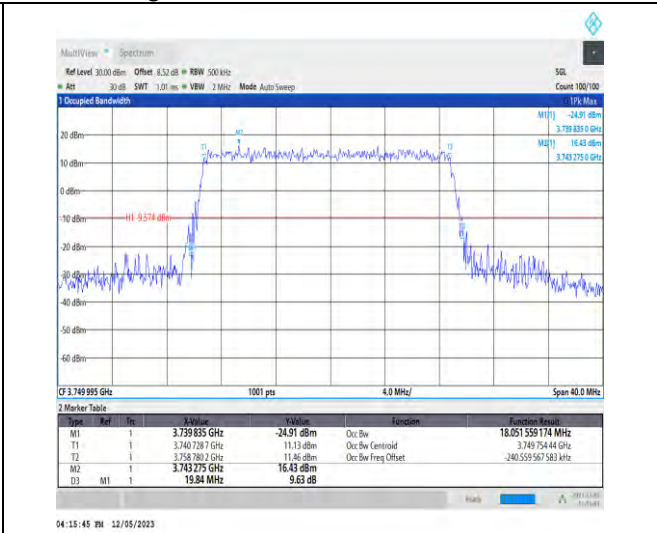 MultiView Spectrum
Ref Level 30.00 dBm Offset 8.52 dB RBW 500 kHz SGL
Att 30 dB SWT 1.01 ms VBW 2 MHz Mode Auto Sweep Count 100/100
1 Occupied Bandwidth 1Pk Max
M1[1] -24.91 dBm
3.739 835 0 GHz
20 dBm M2 M2[1] 16.43 dBm
T1 T2 3.743 275 0 GHz
10 dBm
0 dBm
-10 dBm H1 -9.574 dBm
-20 dBm
-30 dBm
-40 dBm
-50 dBm
-60 dBm
CF 3.749 995 GHz 1001 pts 4.0 MHz/ Span 40.0 MHz
2 Marker Table
Type Ref Trc X-Value Y-Value Function Function Result
M1 1 3.739 835 GHz -24.91 dBm Occ Bw 18.051 559 174 MHz
T1 1 3.740 728 7 GHz 11.13 dBm Occ Bw Centroid 3.749 754 44 GHz
T2 1 3.758 780 2 GHz 11.46 dBm Occ Bw Freq Offset -240.559 567 583 kHz
M2 1 3.743 275 GHz 16.43 dBm
D3 M1 1 19.84 MHz 9.63 dB
Ready
04:15:45 PM 12/05/2023